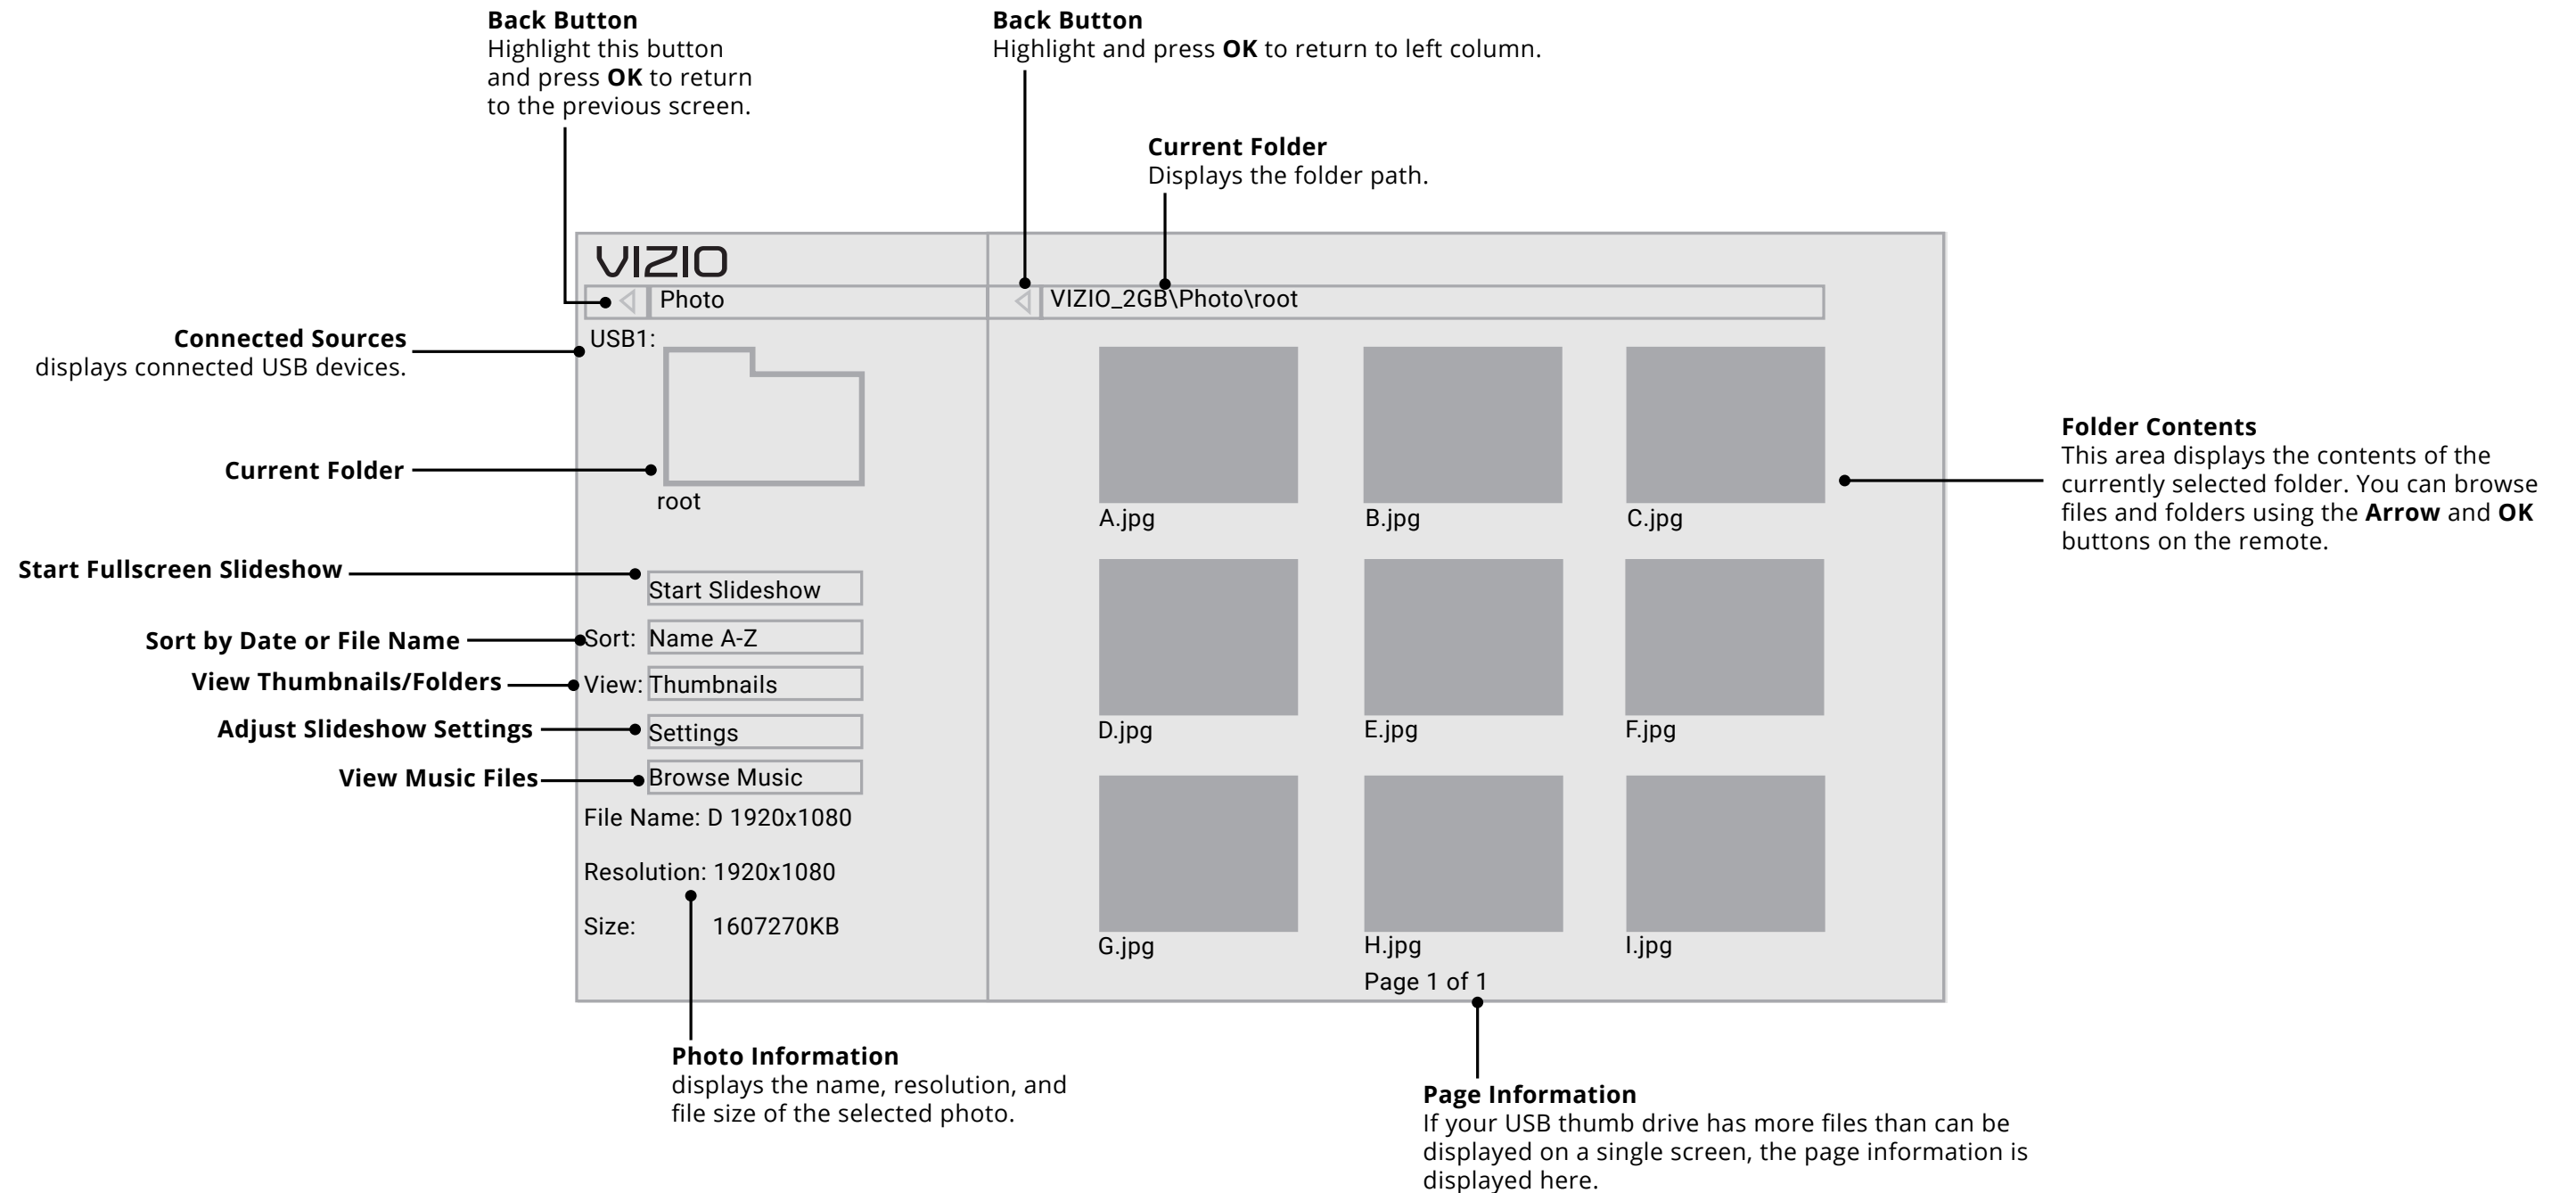 Back Button
Highlight this button
and press OK to return
to the previous screen.
Back Button
Highlight and press OK to return to left column.
Current Folder
Displays the folder path.
VIZIO
Photo
VIZIO_2GB\Photo\root
Connected Sources
displays connected USB devices.
USB1:
Current Folder
root
Start Fullscreen Slideshow
Start Slideshow
Sort by Date or File Name
Sort: Name A-Z
View Thumbnails/Folders
View: Thumbnails
Adjust Slideshow Settings
Settings
View Music Files
Browse Music
File Name: D 1920x1080
Resolution: 1920x1080
Size: 1607270KB
A.jpg B.jpg C.jpg
D.jpg E.jpg F.jpg
G.jpg H.jpg I.jpg
Page 1 of 1
Folder Contents
This area displays the contents of the
currently selected folder. You can browse
files and folders using the Arrow and OK
buttons on the remote.
Photo Information
displays the name, resolution, and
file size of the selected photo.
Page Information
If your USB thumb drive has more files than can be
displayed on a single screen, the page information is
displayed here.